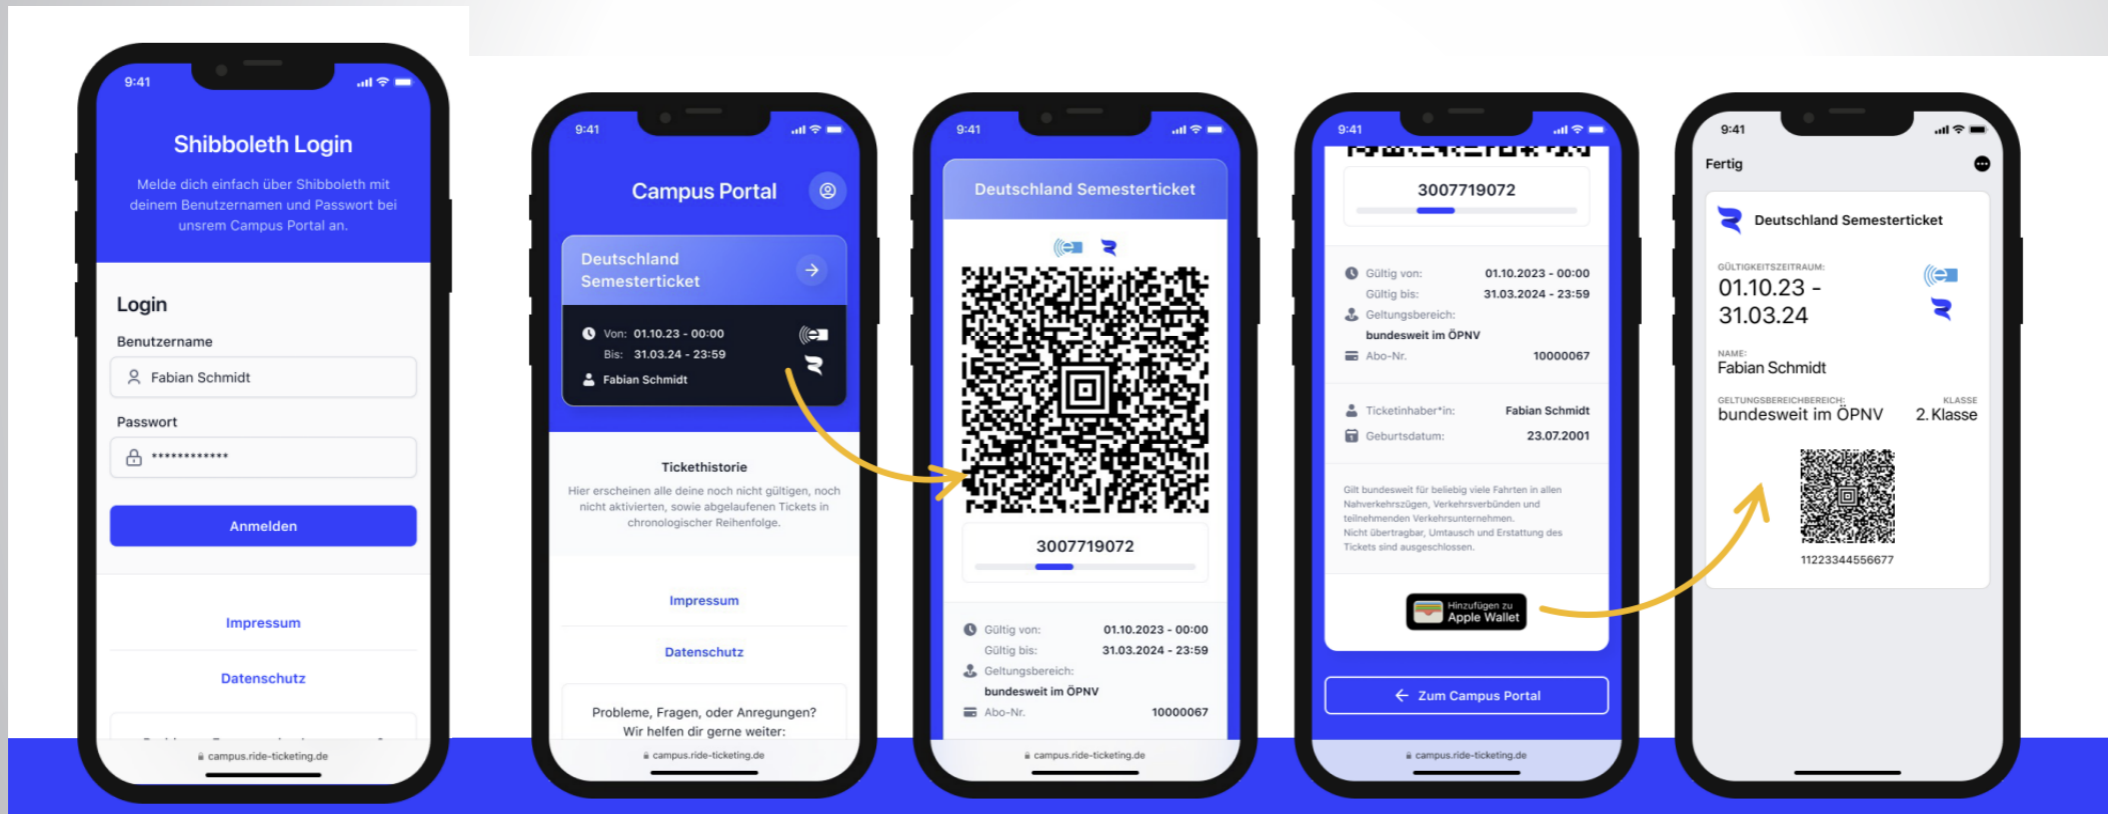 9:41
Shibboleth Login
Melde dich einfach über Shibboleth mit
deinem Benutzernamen und Passwort bei
unsrem Campus Portal an.
Login
Benutzername
Fabian Schmidt
Passwort
************
Anmelden
Impressum
Datenschutz
campus.ride-ticketing.de
9:41
Campus Portal
Deutschland
Semesterticket
Von: 01.10.23 - 00:00
Bis: 31.03.24 - 23:59
Fabian Schmidt
Tickethistorie
Hier erscheinen alle deine noch nicht gültigen, noch
nicht aktivierten, sowie abgelaufenen Tickets in
chronologischer Reihenfolge.
Impressum
Datenschutz
Probleme, Fragen, oder Anregungen?
Wir helfen dir gerne weiter:
campus.ride-ticketing.de
9:41
Deutschland Semesterticket
3007719072
Gültig von: 01.10.2023 - 00:00
Gültig bis: 31.03.2024 - 23:59
Geltungsbereich:
bundesweit im ÖPNV
Abo-Nr. 10000067
campus.ride-ticketing.de
9:41
3007719072
Gültig von: 01.10.2023 - 00:00
Gültig bis: 31.03.2024 - 23:59
Geltungsbereich:
bundesweit im ÖPNV
Abo-Nr. 10000067
Ticketinhaber*in: Fabian Schmidt
Geburtsdatum: 23.07.2001
Gilt bundesweit für beliebig viele Fahrten in allen
Nahverkehrszügen, Verkehrsverbünden und
teilnehmenden Verkehrsunternehmen.
Nicht übertragbar, Umtausch und Erstattung des
Tickets sind ausgeschlossen.
Hinzufügen zu
Apple Wallet
← Zum Campus Portal
campus.ride-ticketing.de
9:41
Fertig
Deutschland Semesterticket
GÜLTIGKEITSZEITRAUM:
01.10.23 -
31.03.24
NAME:
Fabian Schmidt
GELTUNGSBEREICHBEREICH: KLASSE
bundesweit im ÖPNV 2. Klasse
11223344556677